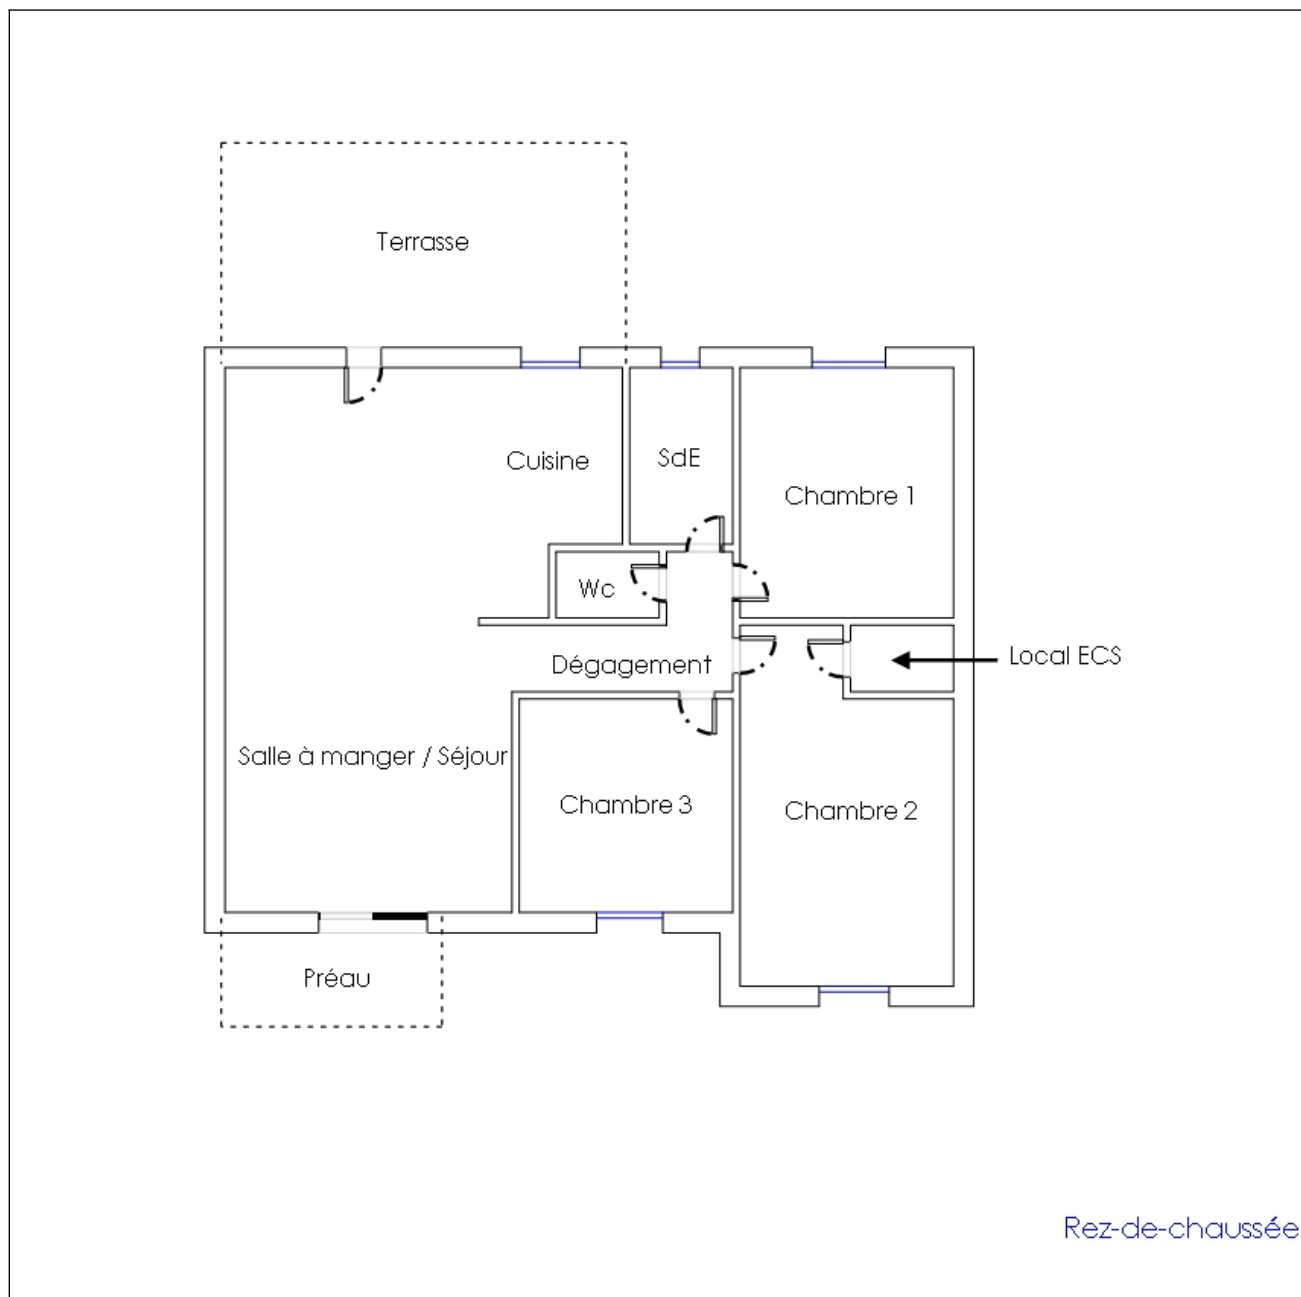 Terrasse
Cuisine
SdE
Chambre 1
Wc
Dégagement
Local ECS
Salle à manger / Séjour
Chambre 3
Chambre 2
Préau
Rez-de-chaussée